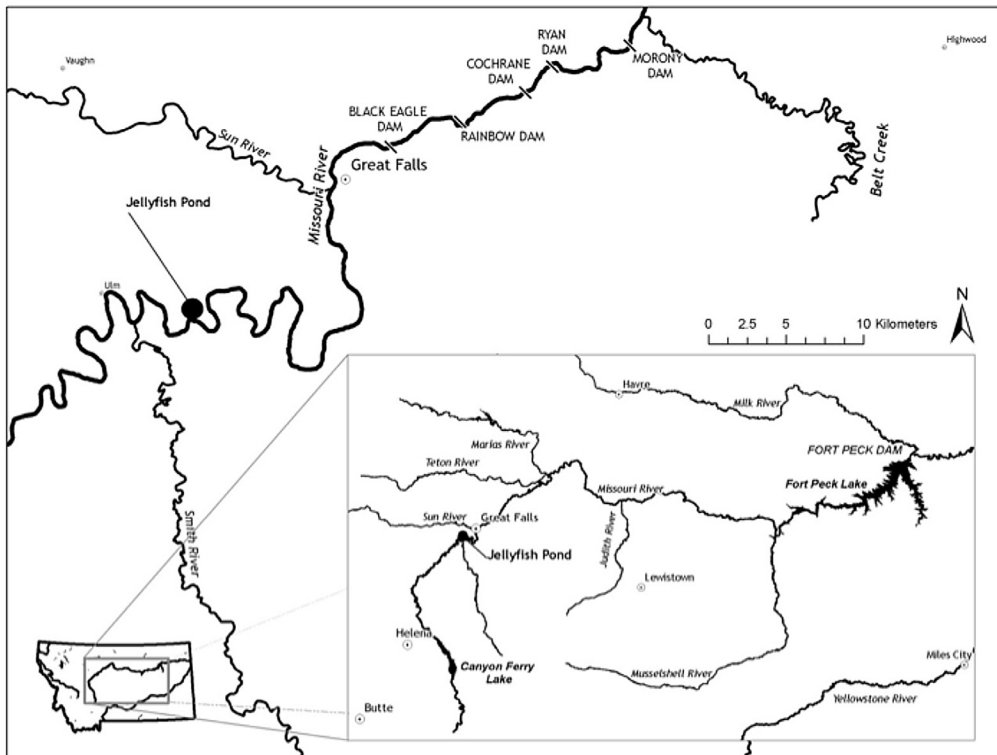 Vaughn
Highwood
RYAN
DAM
MORONY
DAM
COCHRANE
DAM
BLACK EAGLE
DAM
RAINBOW DAM
Sun River
Missouri River
Great Falls
Belt Creek
Jellyfish Pond
Ulm
N
0 2.5 5 10 Kilometers
Smith River
Havre
Milk River
Marias River
Teton River
FORT PECK DAM
Fort Peck Lake
Missouri River
Sun River
Great Falls
Judith River
Jellyfish Pond
Lewistown
Helena
Canyon Ferry
Lake
Musselshell River
Miles City
Yellowstone River
Butte